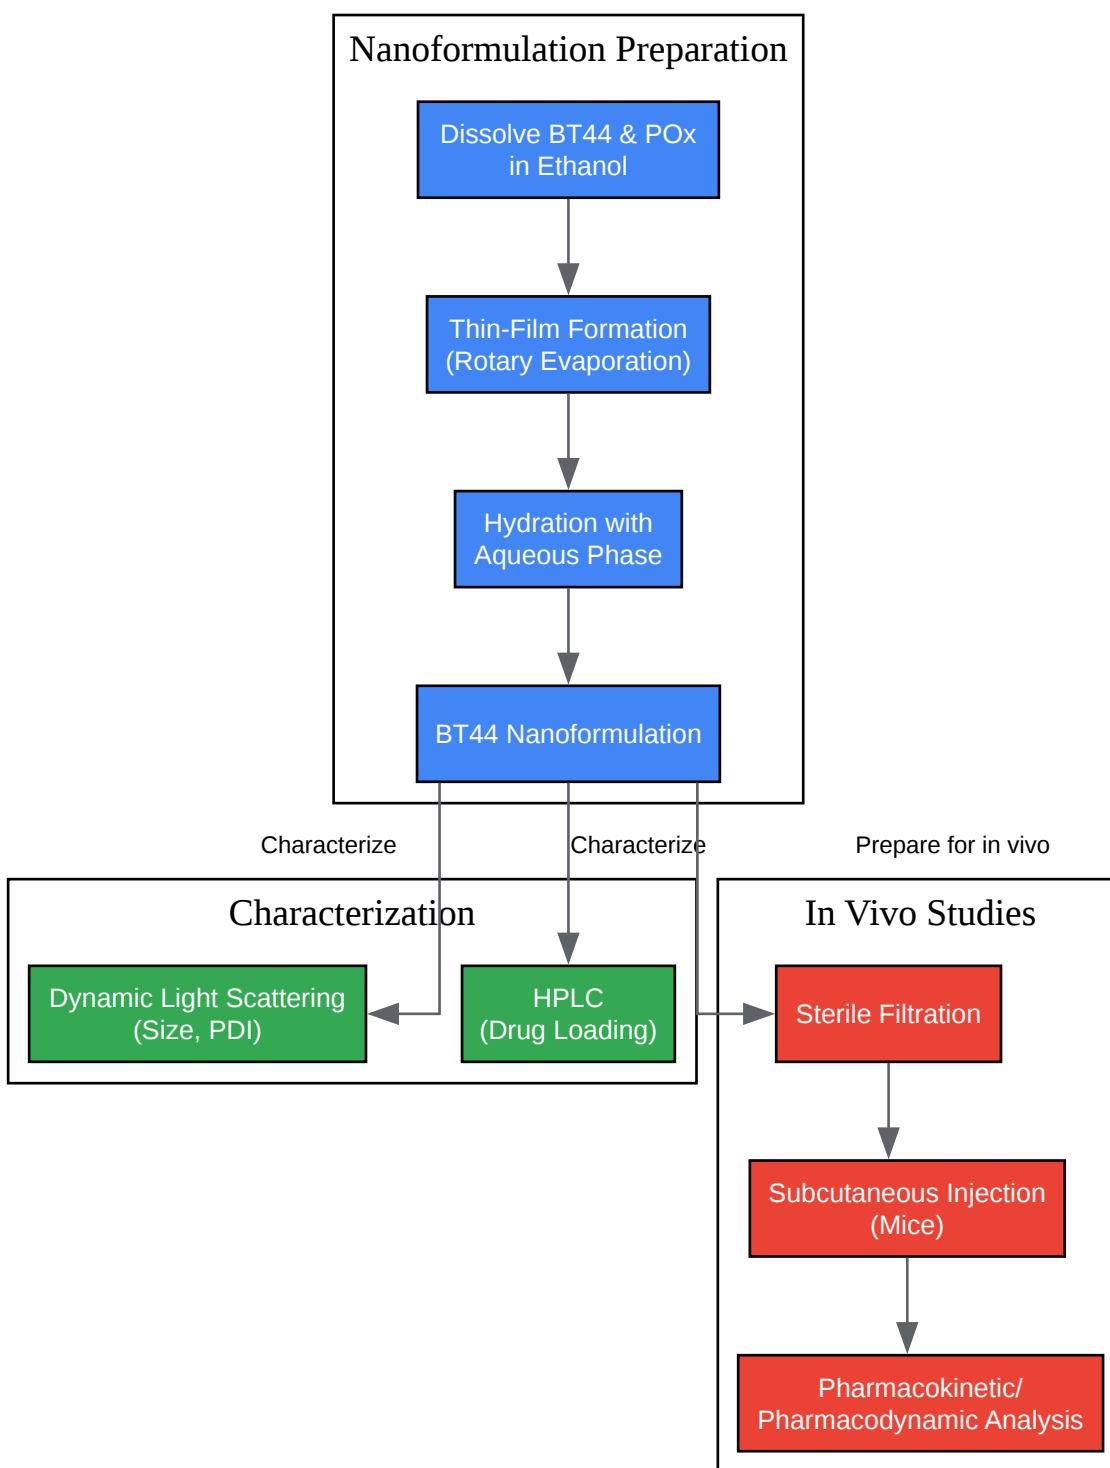 Nanoformulation Preparation
Dissolve BT44 & POx
in Ethanol
Thin-Film Formation
(Rotary Evaporation)
Hydration with
Aqueous Phase
BT44 Nanoformulation
Characterize
Characterize
Prepare for in vivo
Characterization
Dynamic Light Scattering
(Size, PDI)
HPLC
(Drug Loading)
In Vivo Studies
Sterile Filtration
Subcutaneous Injection
(Mice)
Pharmacokinetic/
Pharmacodynamic Analysis